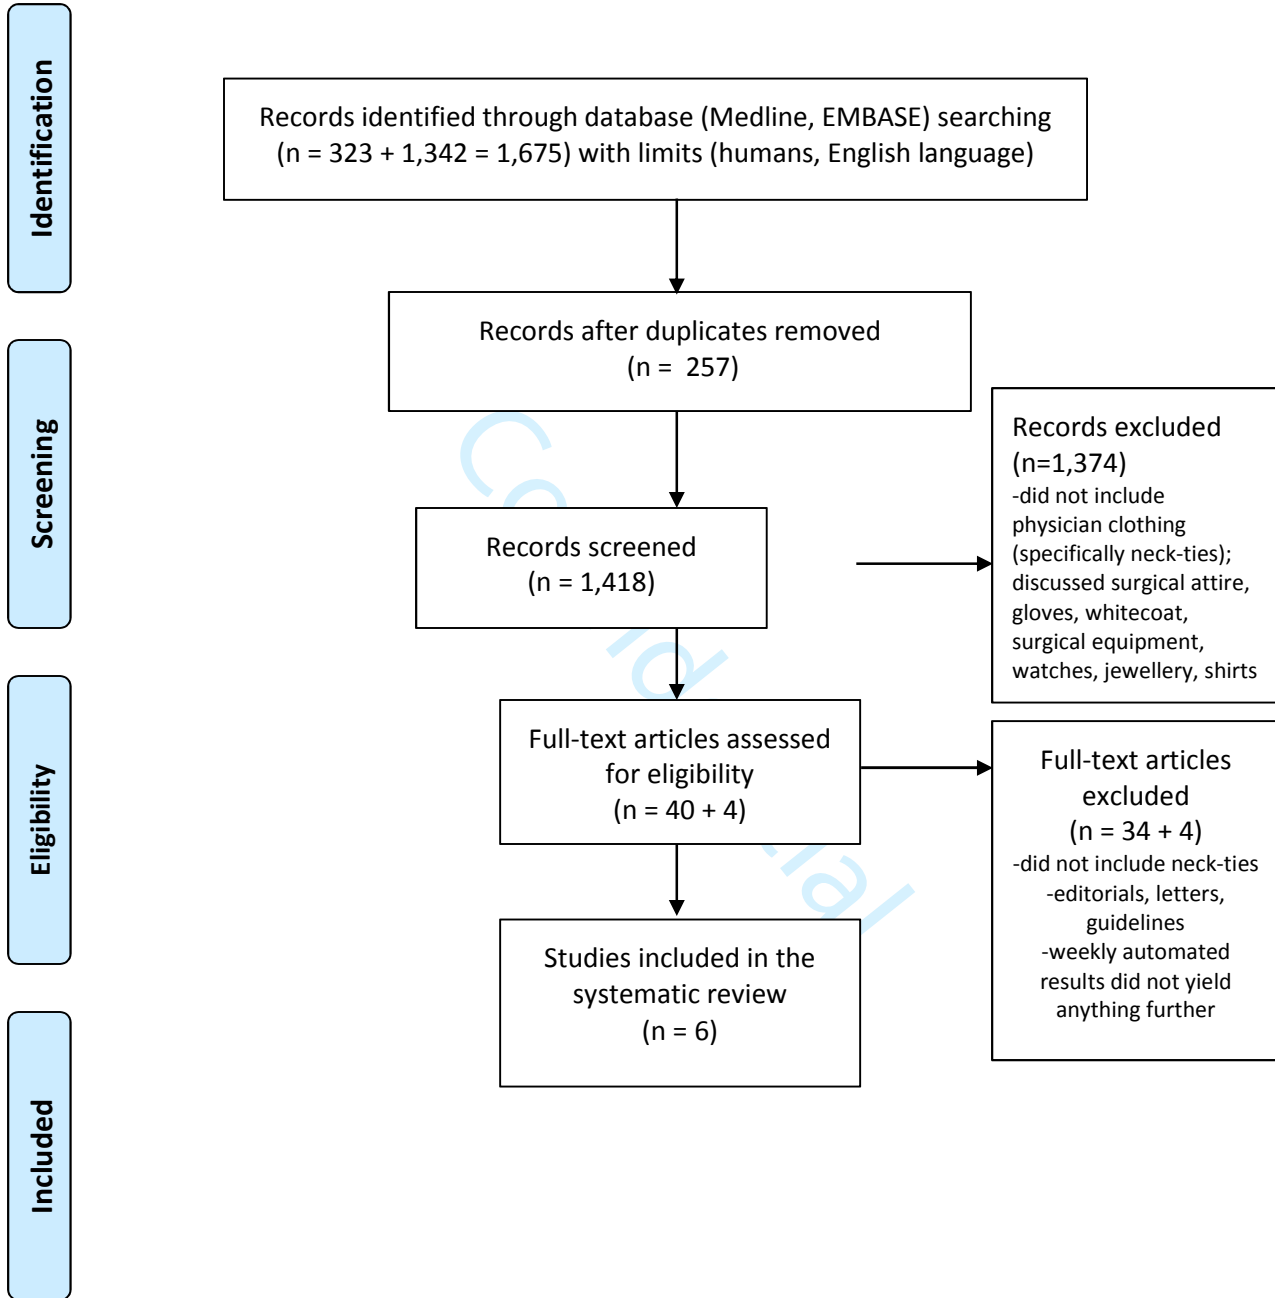 Identification
Records identified through database (Medline, EMBASE) searching
(n = 323 + 1,342 = 1,675) with limits (humans, English language)
Records after duplicates removed
(n = 257)
Screening
Records screened
(n = 1,418)
Records excluded
(n=1,374)
-did not include
physician clothing
(specifically neck-ties);
discussed surgical attire,
gloves, whitecoat,
surgical equipment,
watches, jewellery, shirts
Eligibility
Full-text articles assessed
for eligibility
(n = 40 + 4)
Full-text articles
excluded
(n = 34 + 4)
-did not include neck-ties
-editorials, letters,
guidelines
-weekly automated
results did not yield
anything further
Studies included in the
systematic review
(n = 6)
Included